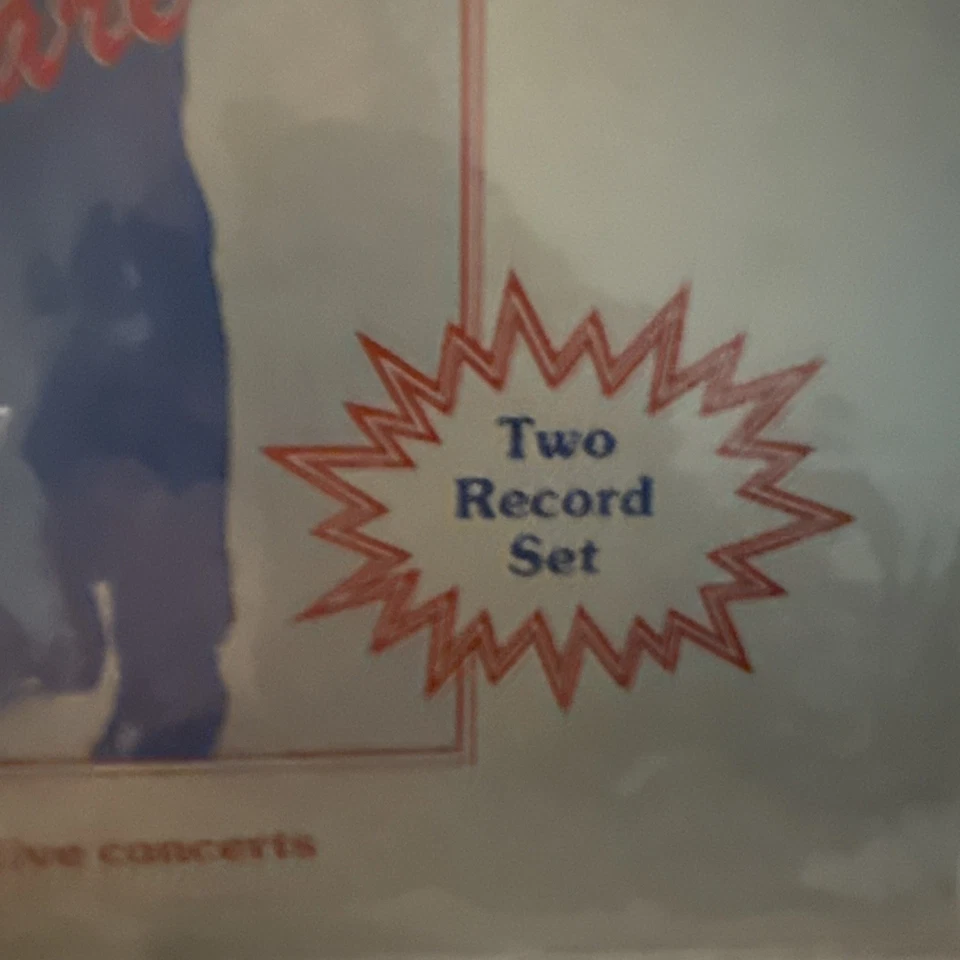 Two
Record
Set
live concerts